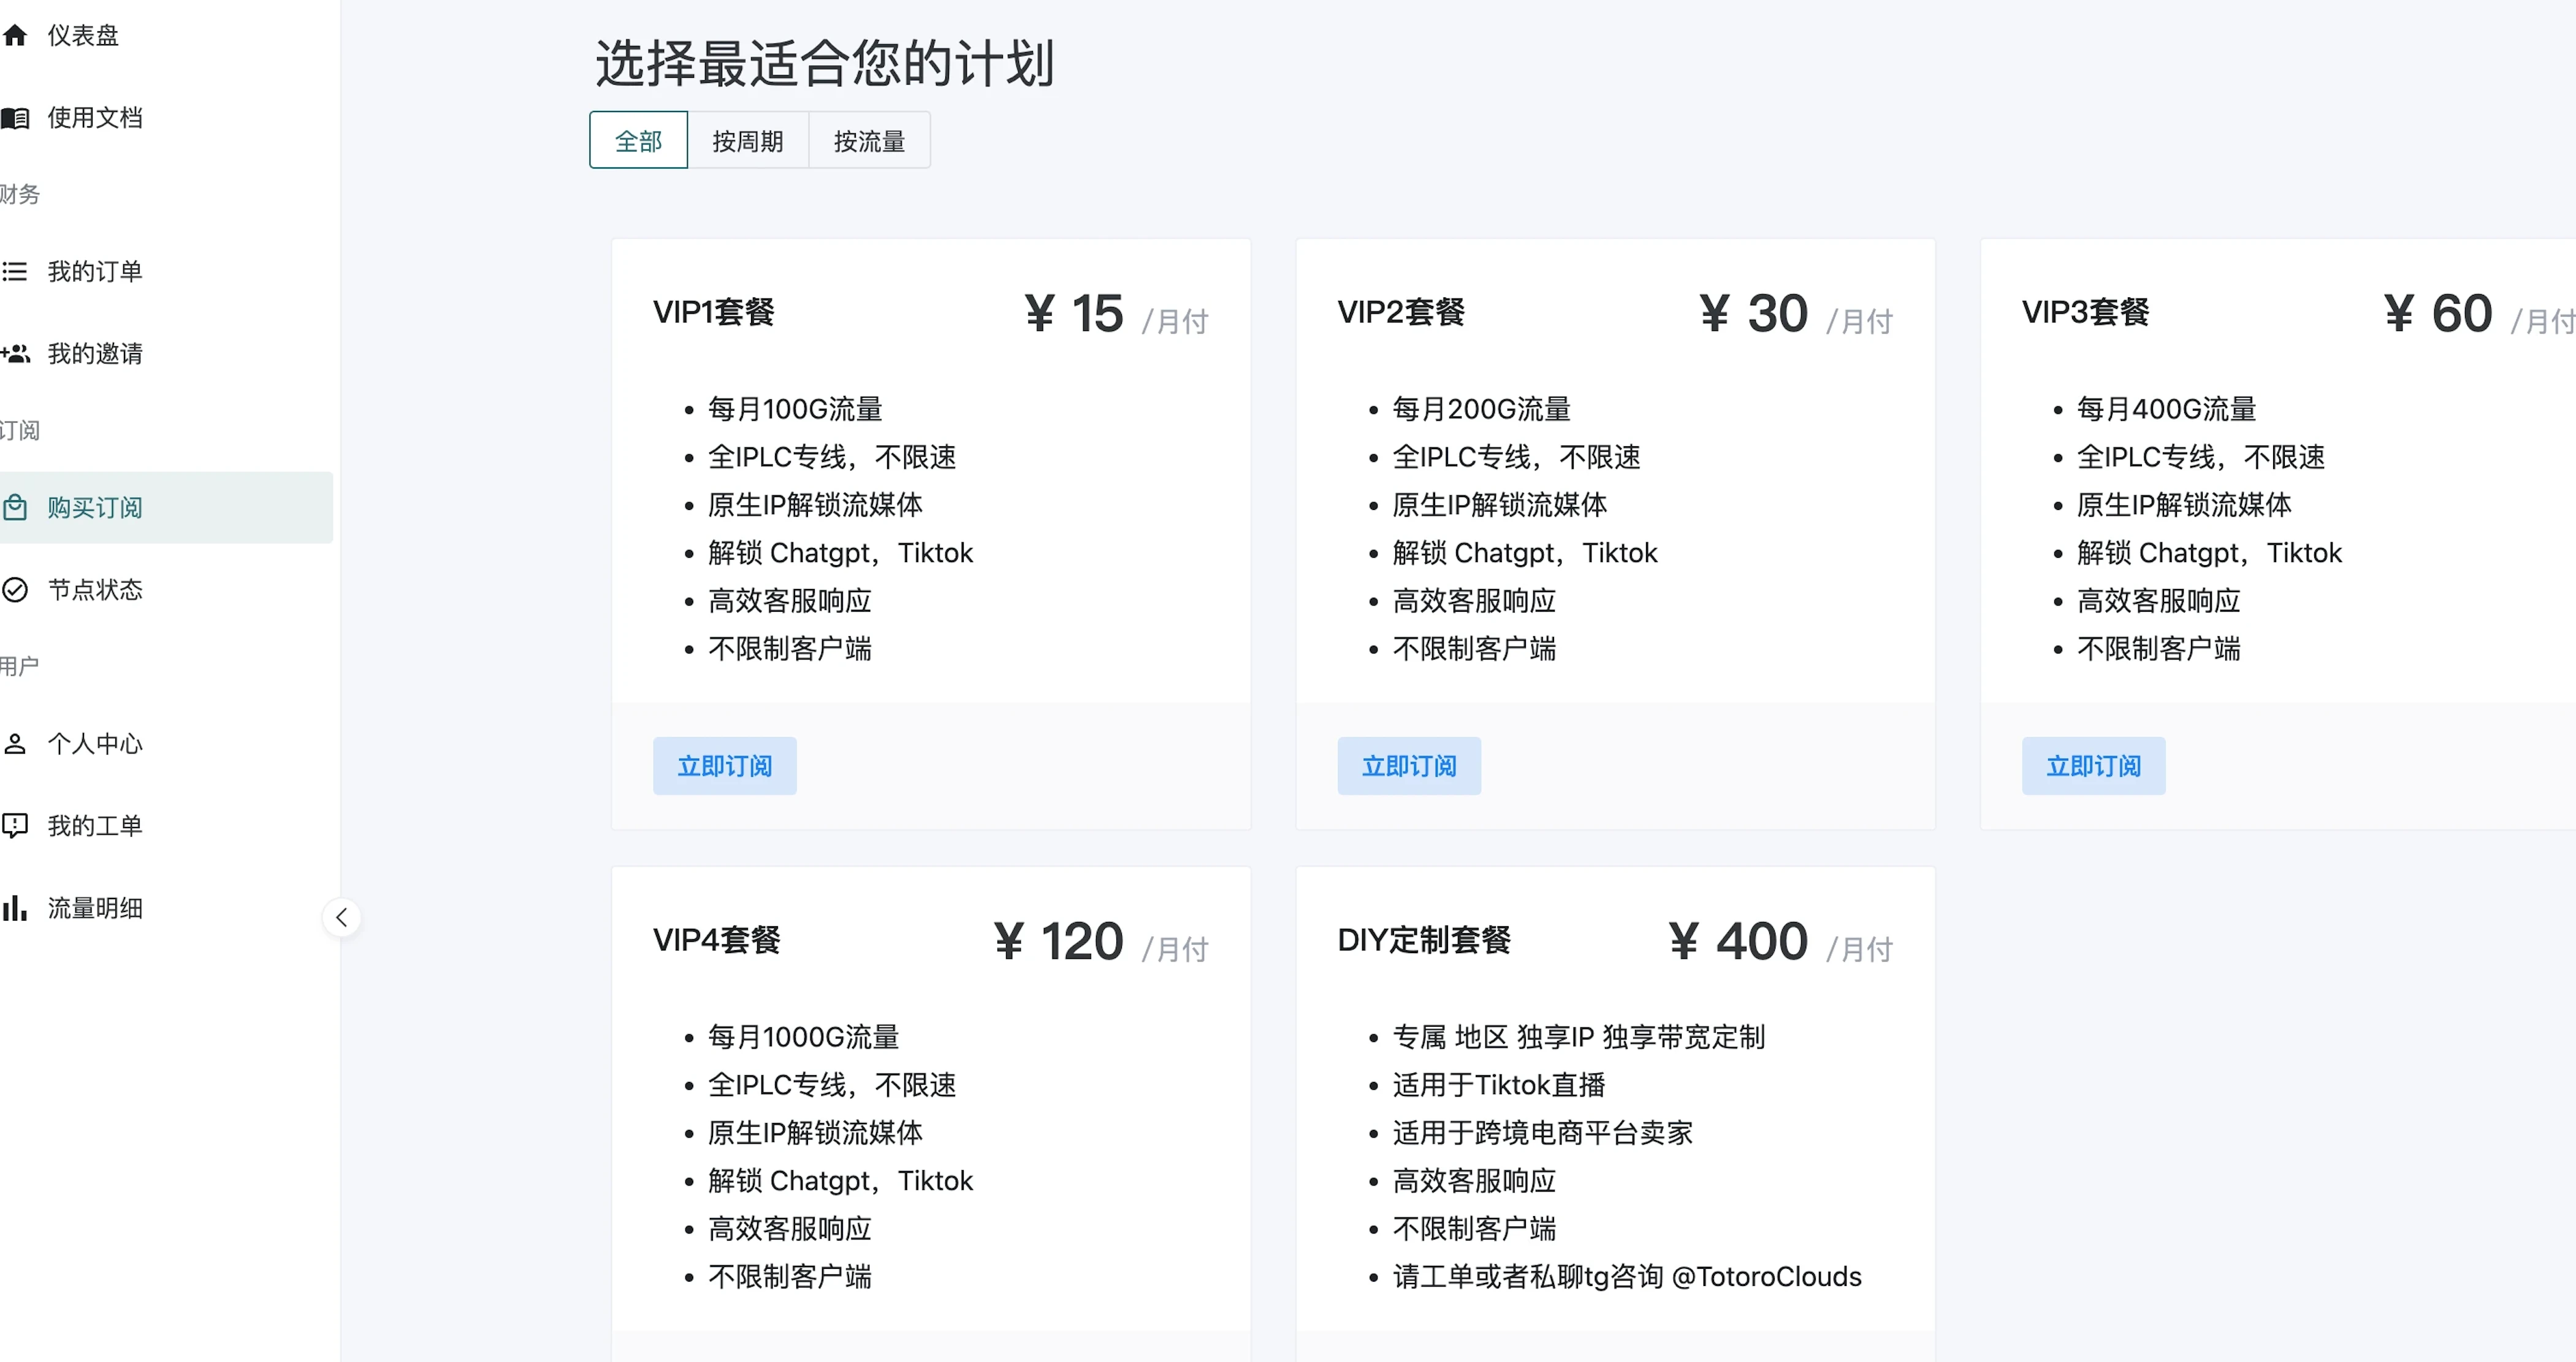 仪表盘
使用文档
财务
我的订单
我的邀请
订阅
购买订阅
节点状态
用户
个人中心
我的工单
流量明细
选择最适合您的计划
全部
按周期
按流量
VIP1套餐
¥ 15 /月付
每月100G流量
全IPLC专线，不限速
原生IP解锁流媒体
解锁 Chatgpt，Tiktok
高效客服响应
不限制客户端
立即订阅
VIP2套餐
¥ 30 /月付
每月200G流量
全IPLC专线，不限速
原生IP解锁流媒体
解锁 Chatgpt，Tiktok
高效客服响应
不限制客户端
立即订阅
VIP3套餐
¥ 60 /月付
每月400G流量
全IPLC专线，不限速
原生IP解锁流媒体
解锁 Chatgpt，Tiktok
高效客服响应
不限制客户端
立即订阅
VIP4套餐
¥ 120 /月付
每月1000G流量
全IPLC专线，不限速
原生IP解锁流媒体
解锁 Chatgpt，Tiktok
高效客服响应
不限制客户端
DIY定制套餐
¥ 400 /月付
专属 地区 独享IP 独享带宽定制
适用于Tiktok直播
适用于跨境电商平台卖家
高效客服响应
不限制客户端
请工单或者私聊tg咨询 @TotoroClouds